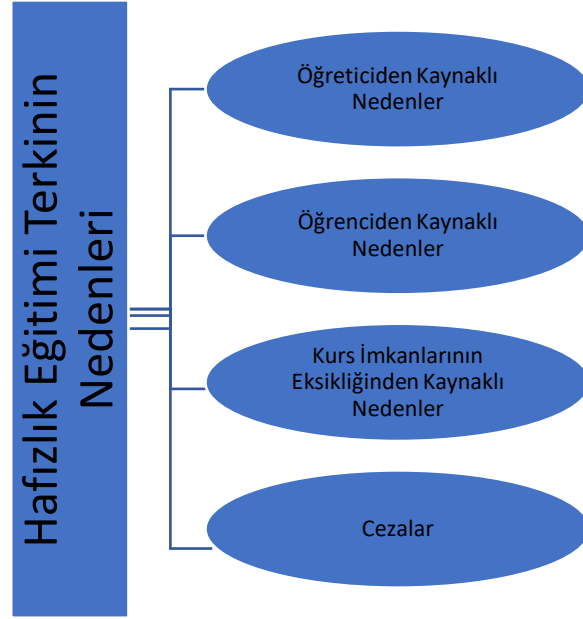 Hafızlık Eğitimi Terkinin
Nedenleri
Öğreticiden Kaynaklı
Nedenler
Öğrenciden Kaynaklı
Nedenler
Kurs İmkanlarının
Eksikliğinden Kaynaklı
Nedenler
Cezalar